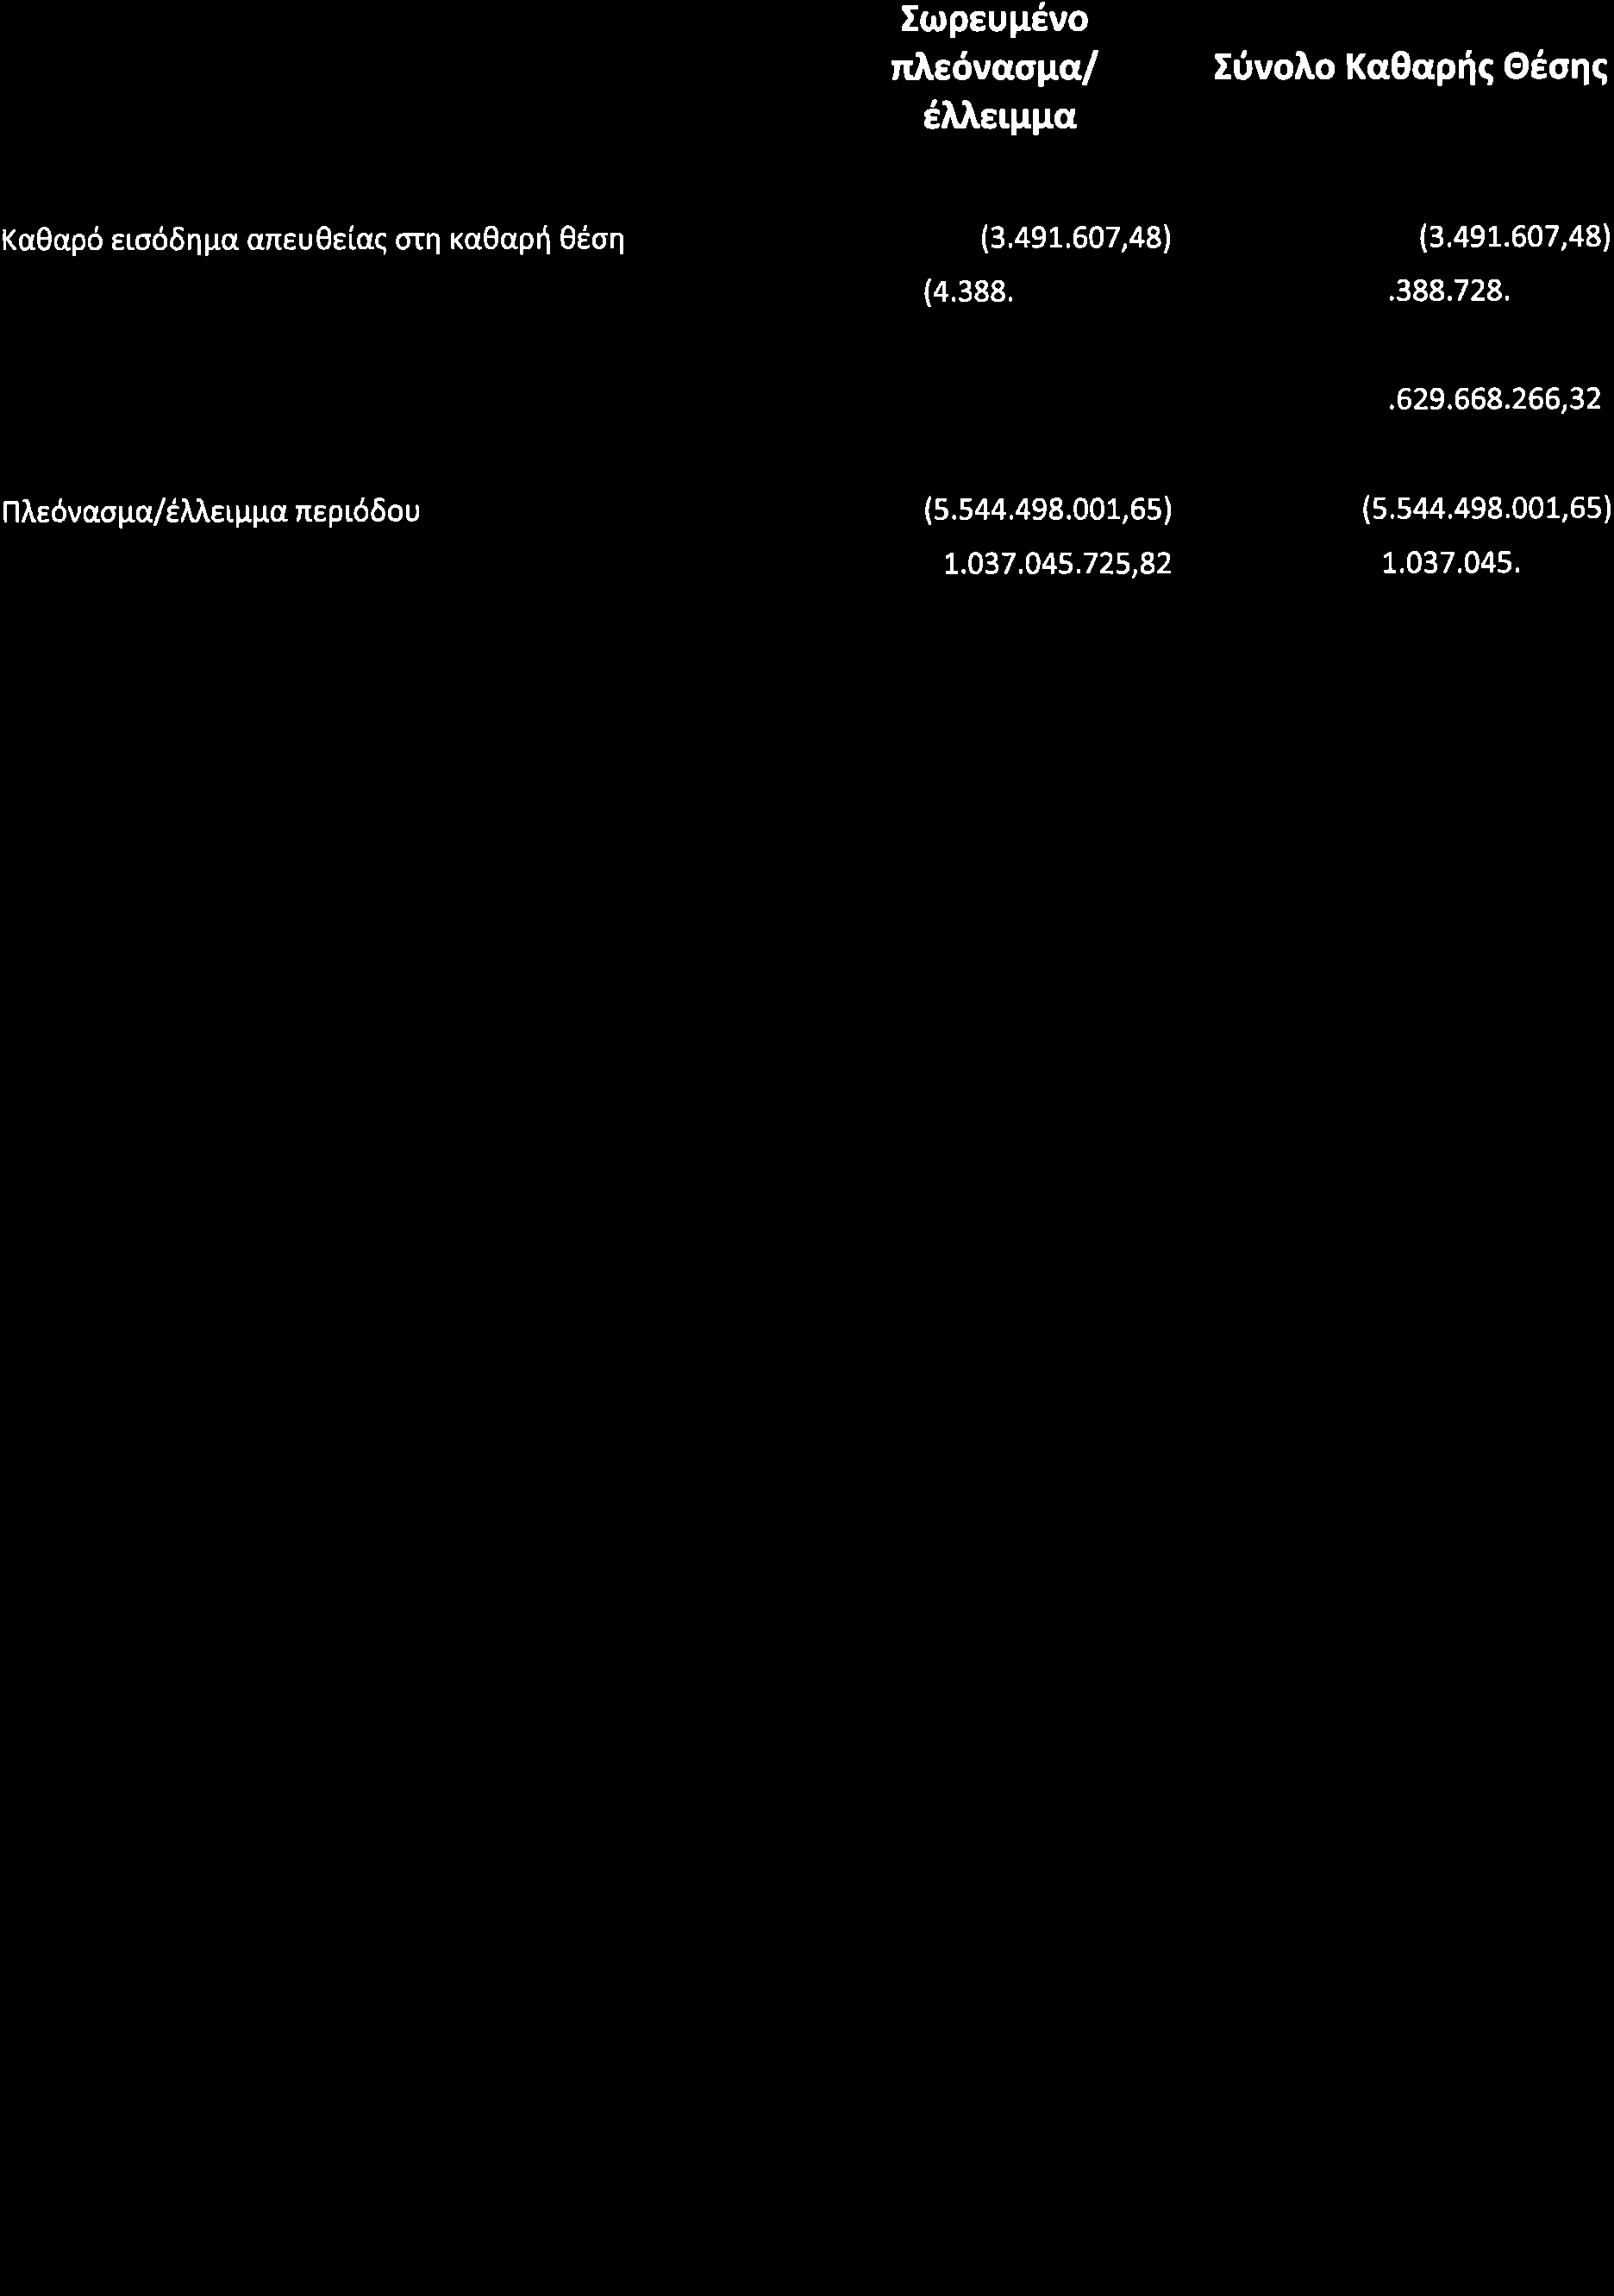 Σωρευμένο
πλεόνασμα/ Σύνολο Καθαρής Θέσης
έλλειμμα
Καθαρό εισόδημα απευθείας στη καθαρή θέση (3.491.607,48) (3.491.607,48)
(4.388. .388.728.
.629.668.266,32
Πλεόνασμα/έλλειμμα περιόδου (5.544.498.001,65) (5.544.498.001,65)
1.037.045.725,82 1.037.045.